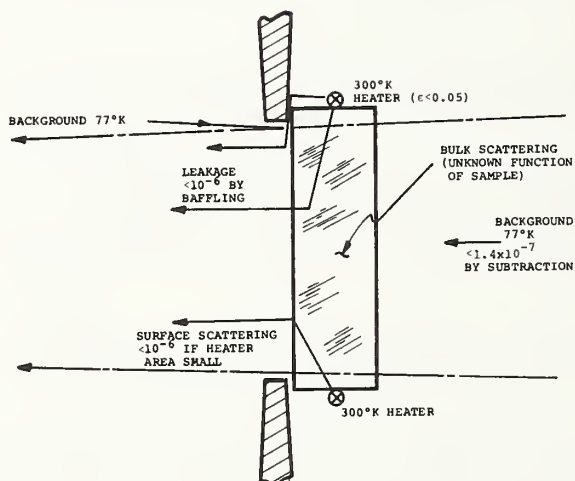 300°K
HEATER (ε<0.05)
BACKGROUND 77°K
LEAKAGE
<10⁻⁶ BY
BAFFLING
BULK SCATTERING
(UNKNOWN FUNCTION
OF SAMPLE)
BACKGROUND
77°K
<1.4x10⁻⁷
BY SUBTRACTION
SURFACE SCATTERING
<10⁻⁶ IF HEATER
AREA SMALL
300°K HEATER